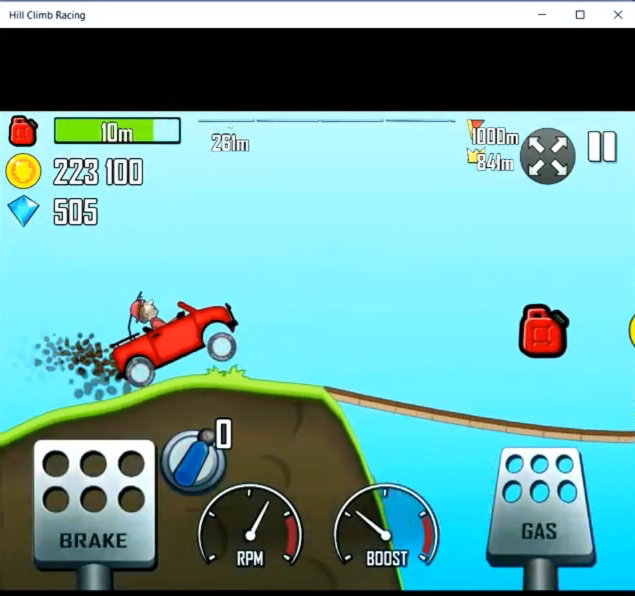 Hill Climb Racing
10m
261m
1000m
841m
223 100
505
0
BRAKE
RPM
BOOST
GAS